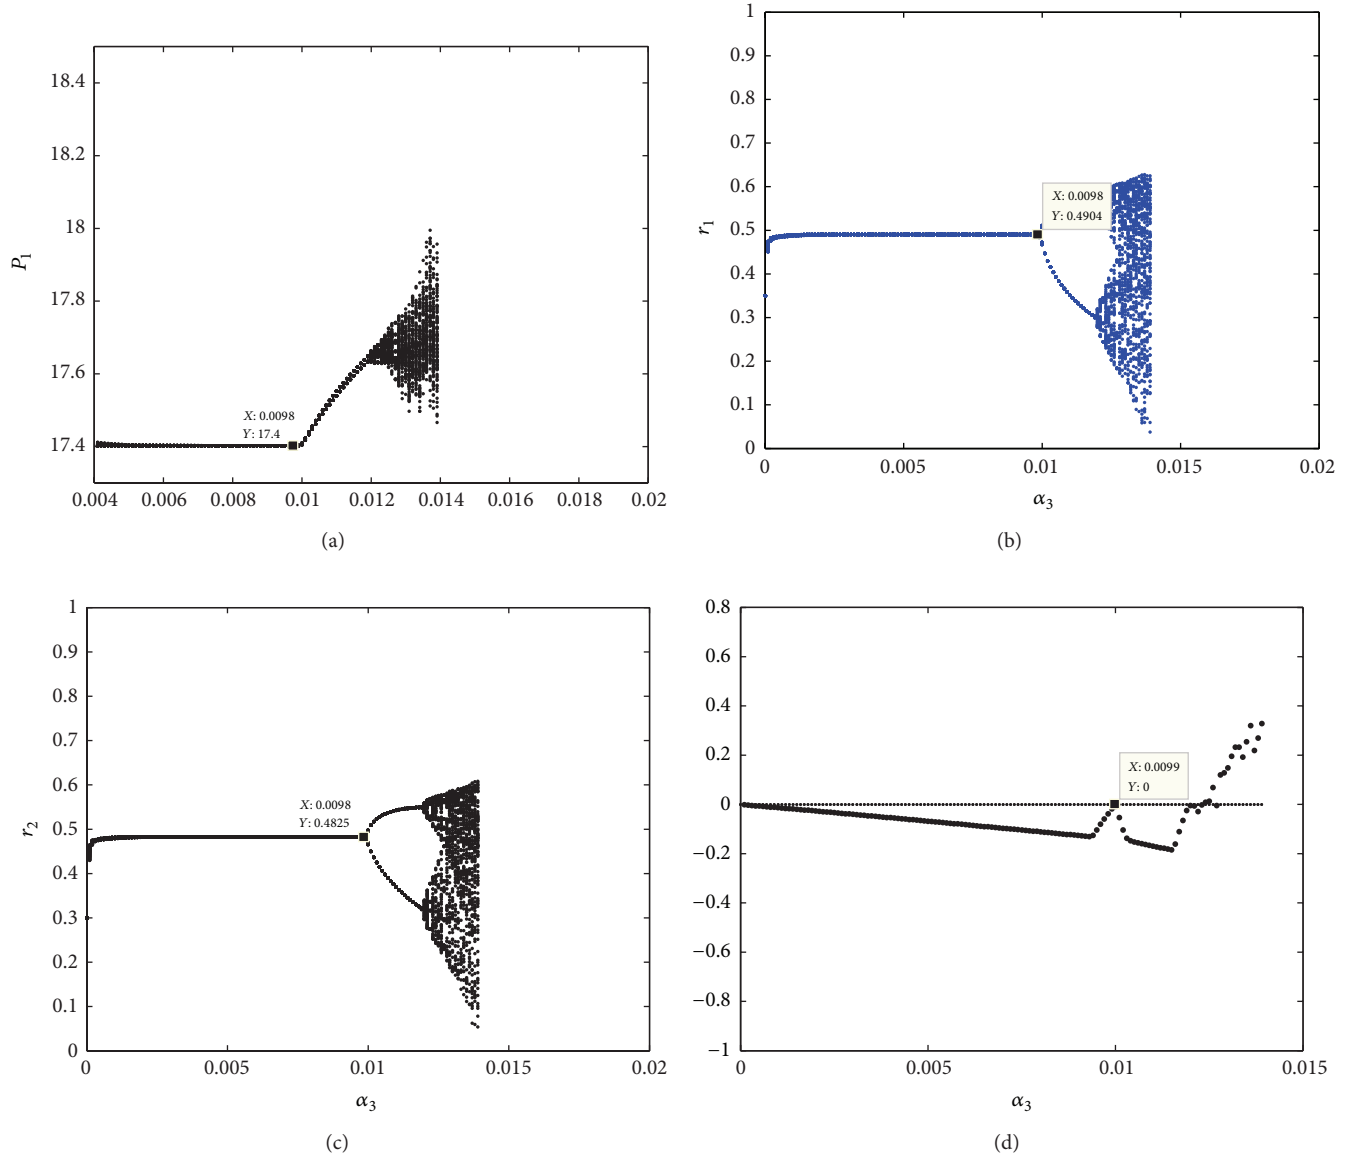 18.4
18.2
18
17.8
17.6
17.4
P1
X: 0.0098
Y: 17.4
0.004 0.006 0.008 0.01 0.012 0.014 0.016 0.018 0.02
(a)
1
0.9
0.8
0.7
0.6
0.5
0.4
0.3
0.2
0.1
0
r1
X: 0.0098
Y: 0.4904
0 0.005 0.01 0.015 0.02
α3
(b)
1
0.9
0.8
0.7
0.6
0.5
0.4
0.3
0.2
0.1
0
r2
X: 0.0098
Y: 0.4825
0 0.005 0.01 0.015 0.02
α3
(c)
0.8
0.6
0.4
0.2
0
−0.2
−0.4
−0.6
−0.8
−1
X: 0.0099
Y: 0
0 0.005 0.01 0.015
α3
(d)